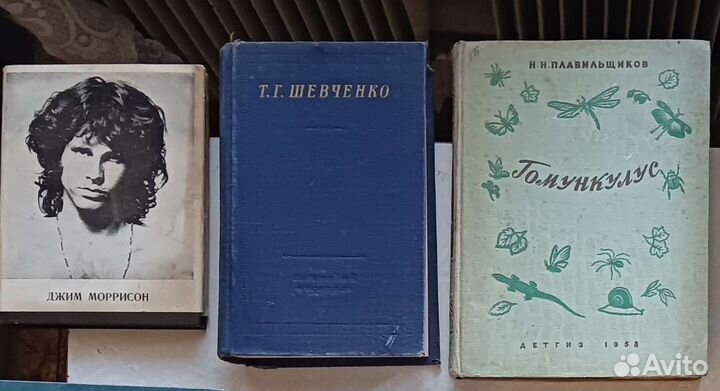 ДЖИМ МОРРИСОН
Т.Г. ШЕВЧЕНКО
Н.Н.ПЛАВИЛЬЩИКОВ
Гомункулус
ДЕТГИЗ 1958
Avito